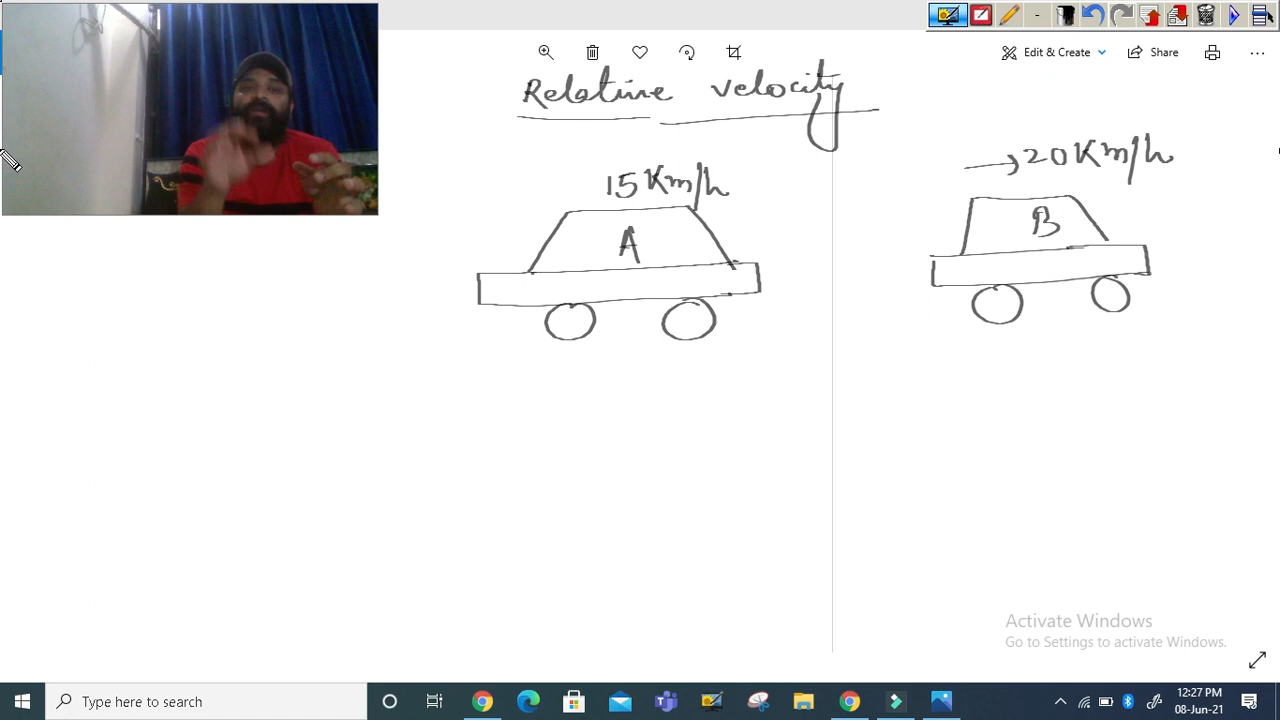 Edit & Create
Share
Relative velocity
15 Km/h
20 Km/h
A
B
Activate Windows
Go to Settings to activate Windows.
Type here to search
12:27 PM
08-Jun-21